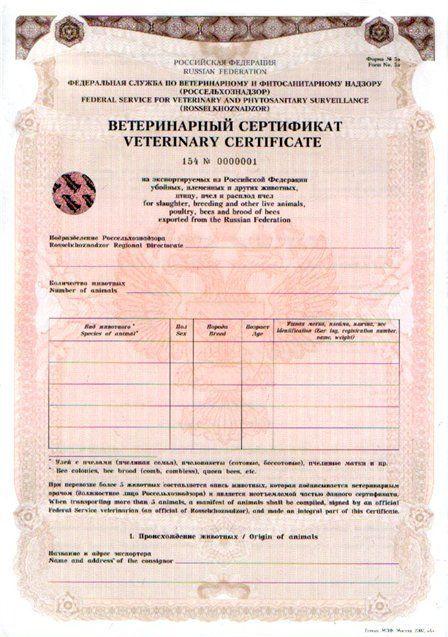 Форма № 5a
Form No. 5a
РОССИЙСКАЯ ФЕДЕРАЦИЯ
RUSSIAN FEDERATION
ФЕДЕРАЛЬНАЯ СЛУЖБА ПО ВЕТЕРИНАРНОМУ И ФИТОСАНИТАРНОМУ НАДЗОРУ
(РОССЕЛЬХОЗНАДЗОР)
FEDERAL SERVICE FOR VETERINARY AND PHYTOSANITARY SURVEILLANCE
(ROSSELKHOZNADZOR)
ВЕТЕРИНАРНЫЙ СЕРТИФИКАТ
VETERINARY CERTIFICATE
154 № 0000001
на экспортируемых из Российской Федерации
убойных, племенных и других животных,
птицу, пчел и расплод пчел
for slaughter, breeding and other live animals,
poultry, bees and brood of bees
exported from the Russian Federation
Подразделение Россельхознадзора
Rosselkhoznadzor Regional Directorate
Количество животных
Number of animals
Вид животного* Пол Порода Возраст Ушная метка, клеймо, кличка, вес
Species of animal* Sex Breed Age identification (Ear tag, registration number,
name, weight)
* Улей с пчелами (пчелиная семья), пчелопакеты (сотовые, бессотовые), пчелиные матки и пр.
* Bee colonies, bee brood (comb, combless), queen bees, etc.
При перевозке более 5 животных составляется опись животных, которая подписывается ветеринарным
врачом (должностное лицо Россельхознадзора) и является неотъемлемой частью данного сертификата.
When transporting more than 5 animals, a manifest of animals shall be compiled, signed by an official
Federal Service veterinarian (an official of Rosselkhoznadzor), and made an integral part of this Certificate.
1. Происхождение животных / Origin of animals
Название и адрес экспортера
Name and address of the consignor